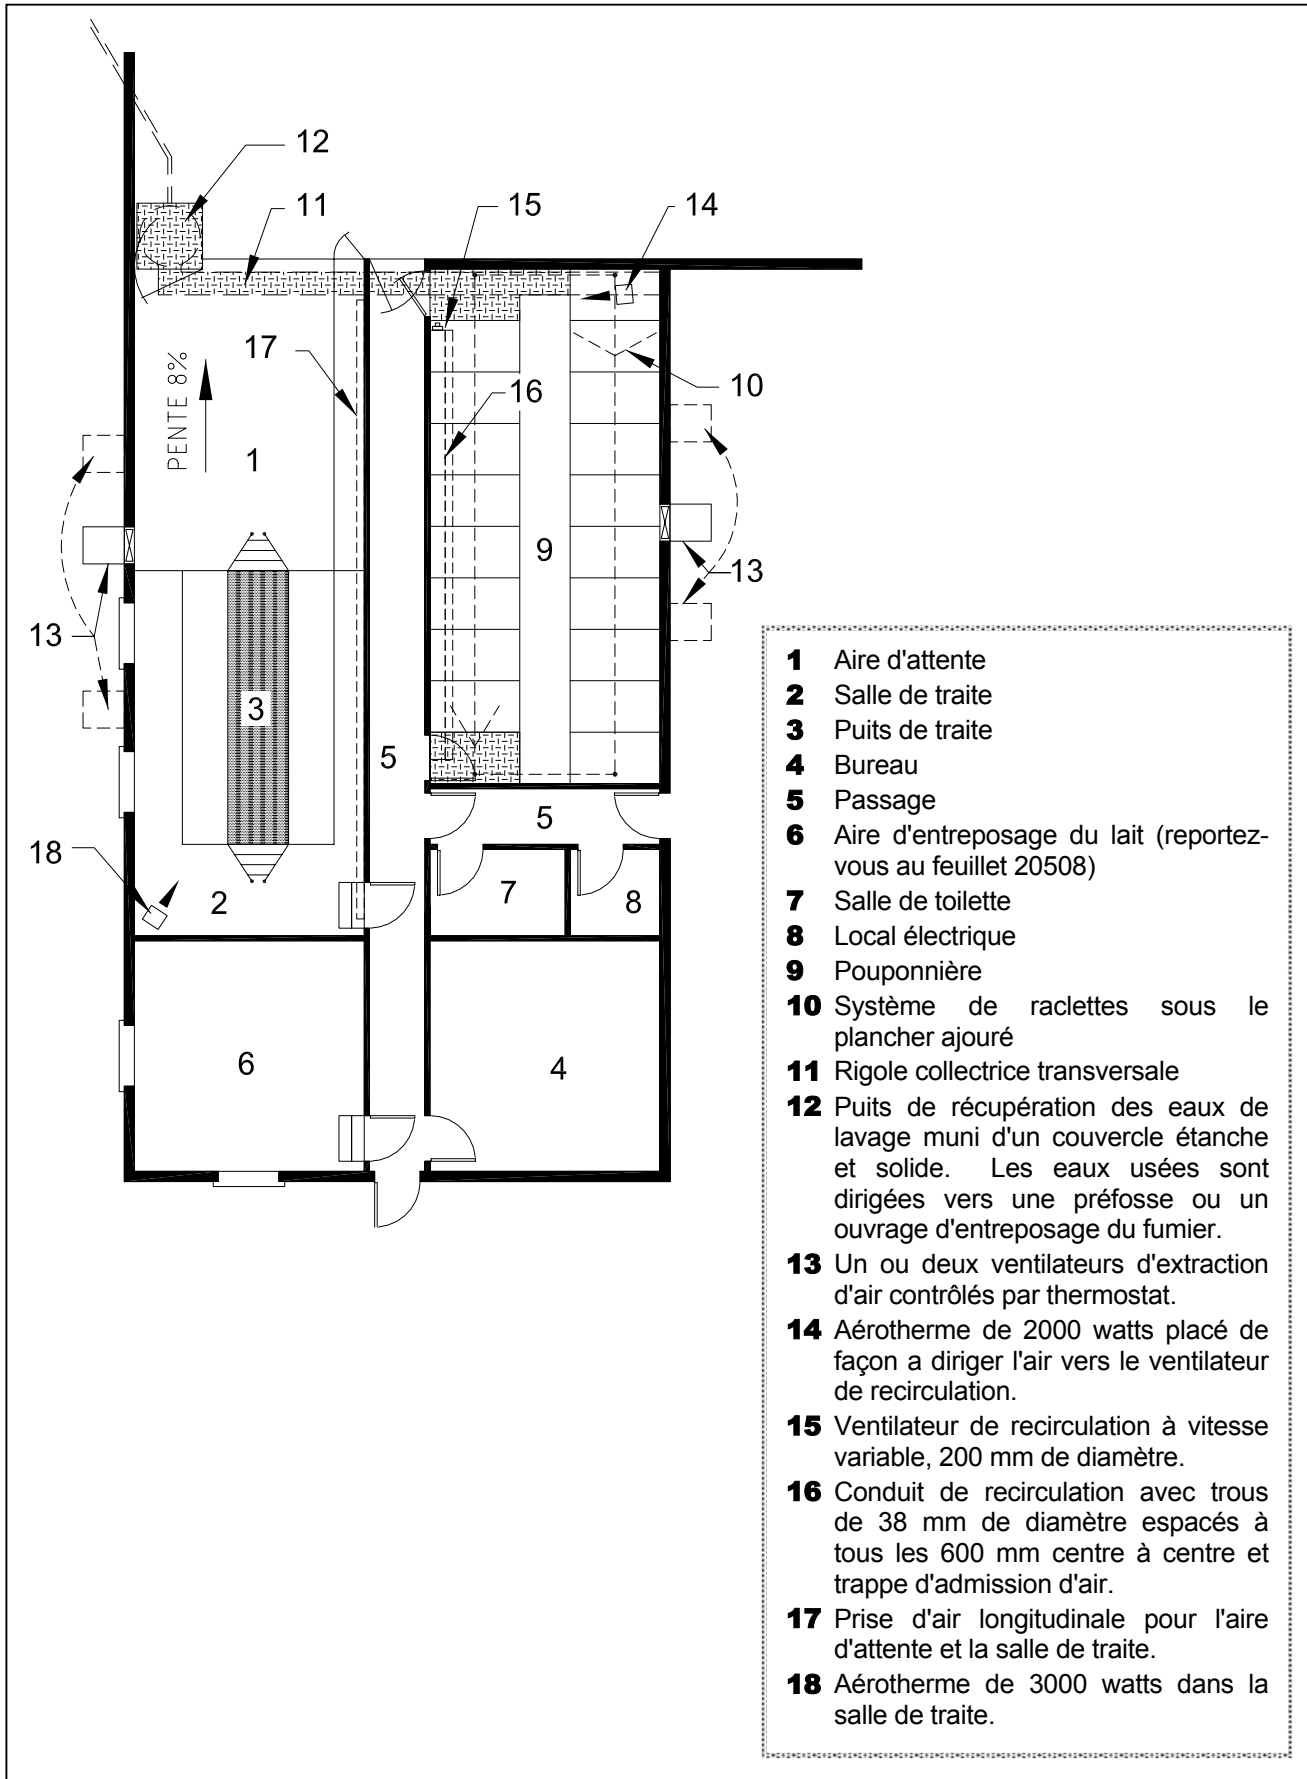 12
11
15
14
17
16
10
PENTE 8%
1
9
13
13
3
5
5
18
2
7
8
6
4
1 Aire d'attente
2 Salle de traite
3 Puits de traite
4 Bureau
5 Passage
6 Aire d'entreposage du lait (reportez-
vous au feuillet 20508)
7 Salle de toilette
8 Local électrique
9 Pouponnière
10 Système de raclettes sous le
plancher ajouré
11 Rigole collectrice transversale
12 Puits de récupération des eaux de
lavage muni d'un couvercle étanche
et solide. Les eaux usées sont
dirigées vers une préfosse ou un
ouvrage d'entreposage du fumier.
13 Un ou deux ventilateurs d'extraction
d'air contrôlés par thermostat.
14 Aérotherme de 2000 watts placé de
façon a diriger l'air vers le ventilateur
de recirculation.
15 Ventilateur de recirculation à vitesse
variable, 200 mm de diamètre.
16 Conduit de recirculation avec trous
de 38 mm de diamètre espacés à
tous les 600 mm centre à centre et
trappe d'admission d'air.
17 Prise d'air longitudinale pour l'aire
d'attente et la salle de traite.
18 Aérotherme de 3000 watts dans la
salle de traite.